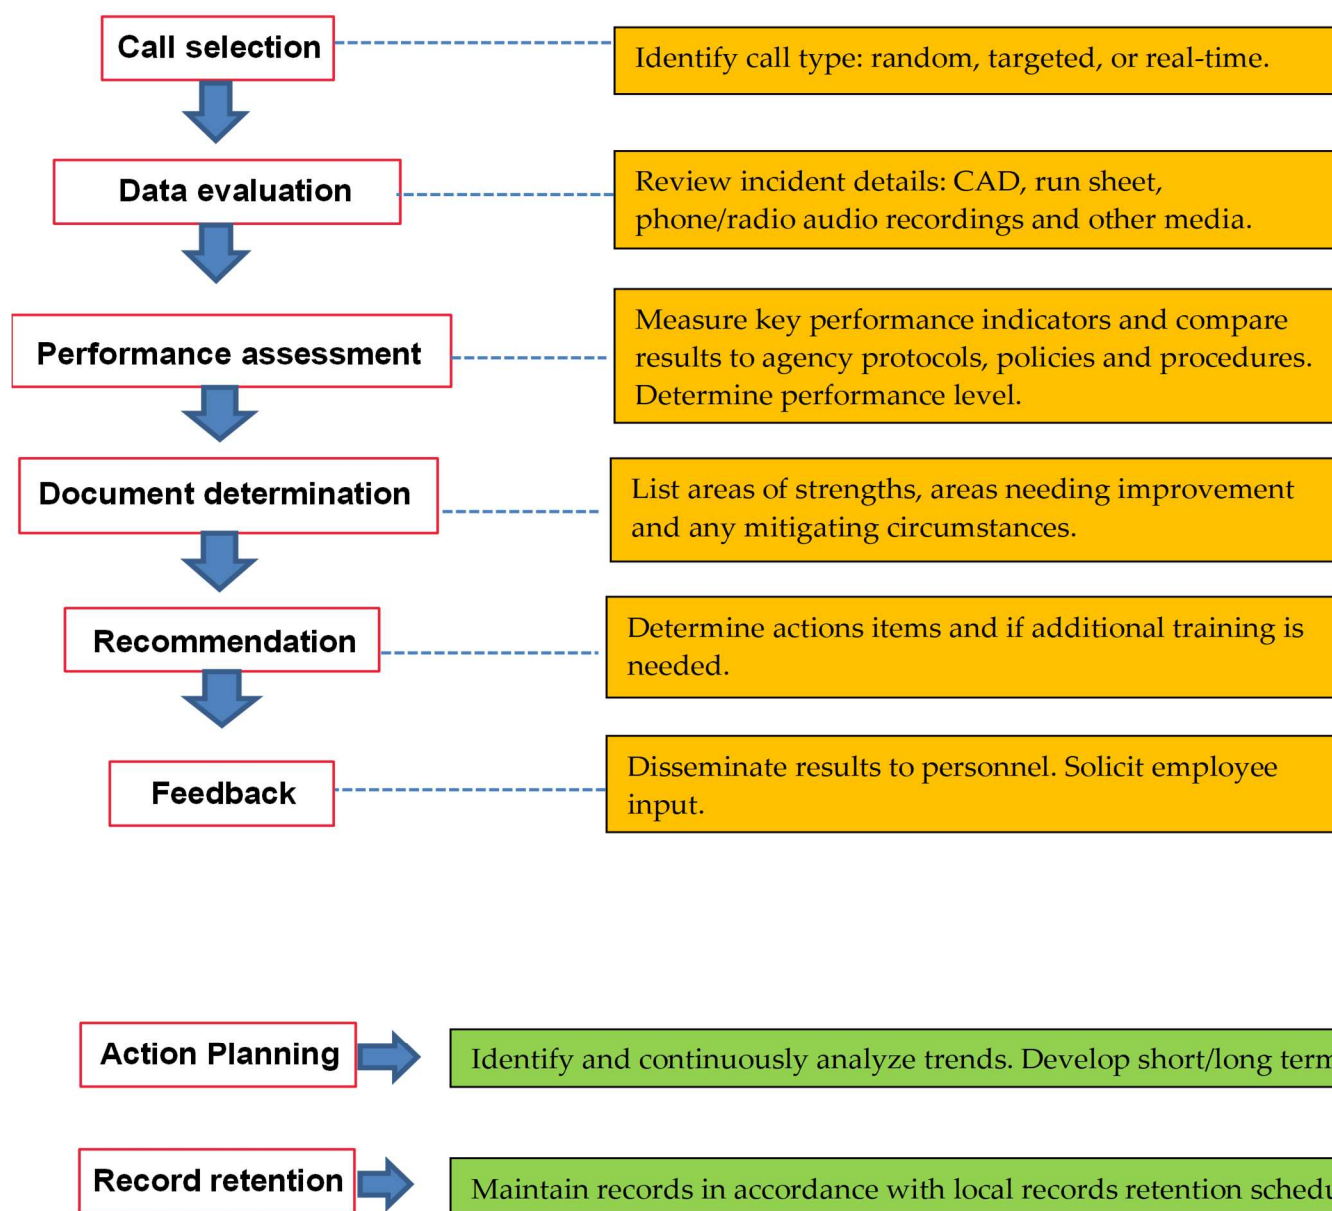 Call selection
Identify call type: random, targeted, or real-time.
Data evaluation
Review incident details: CAD, run sheet,
phone/radio audio recordings and other media.
Performance assessment
Measure key performance indicators and compare
results to agency protocols, policies and procedures.
Determine performance level.
Document determination
List areas of strengths, areas needing improvement
and any mitigating circumstances.
Recommendation
Determine actions items and if additional training is
needed.
Feedback
Disseminate results to personnel. Solicit employee
input.
Action Planning
Identify and continuously analyze trends. Develop short/long term
Record retention
Maintain records in accordance with local records retention